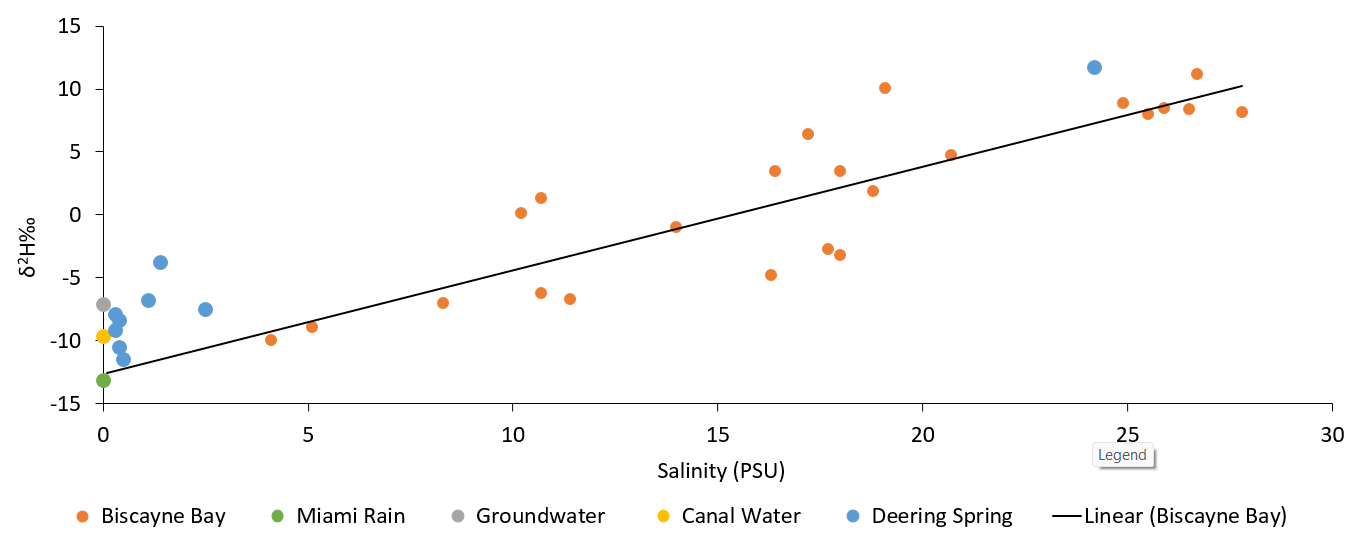 15
10
5
0
-5
-10
-15
δ²H‰
0 5 10 15 20 25 30
Salinity (PSU)
Legend
Biscayne Bay Miami Rain Groundwater Canal Water Deering Spring Linear (Biscayne Bay)